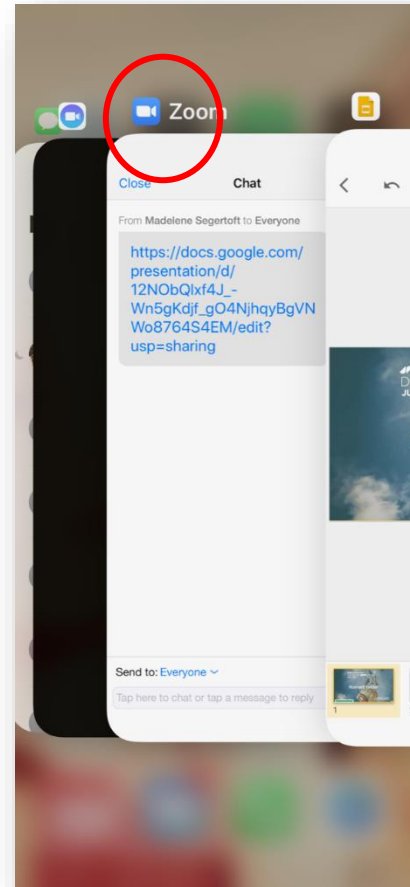 Zoom
Close Chat
From Madelene Segertoft to Everyone
https://docs.google.com/
presentation/d/
12NObQlxf4J_-
Wn5gKdjf_gO4NjhqyBgVN
Wo8764S4EM/edit?
usp=sharing
Send to: Everyone
Tap here to chat or tap a message to reply
1